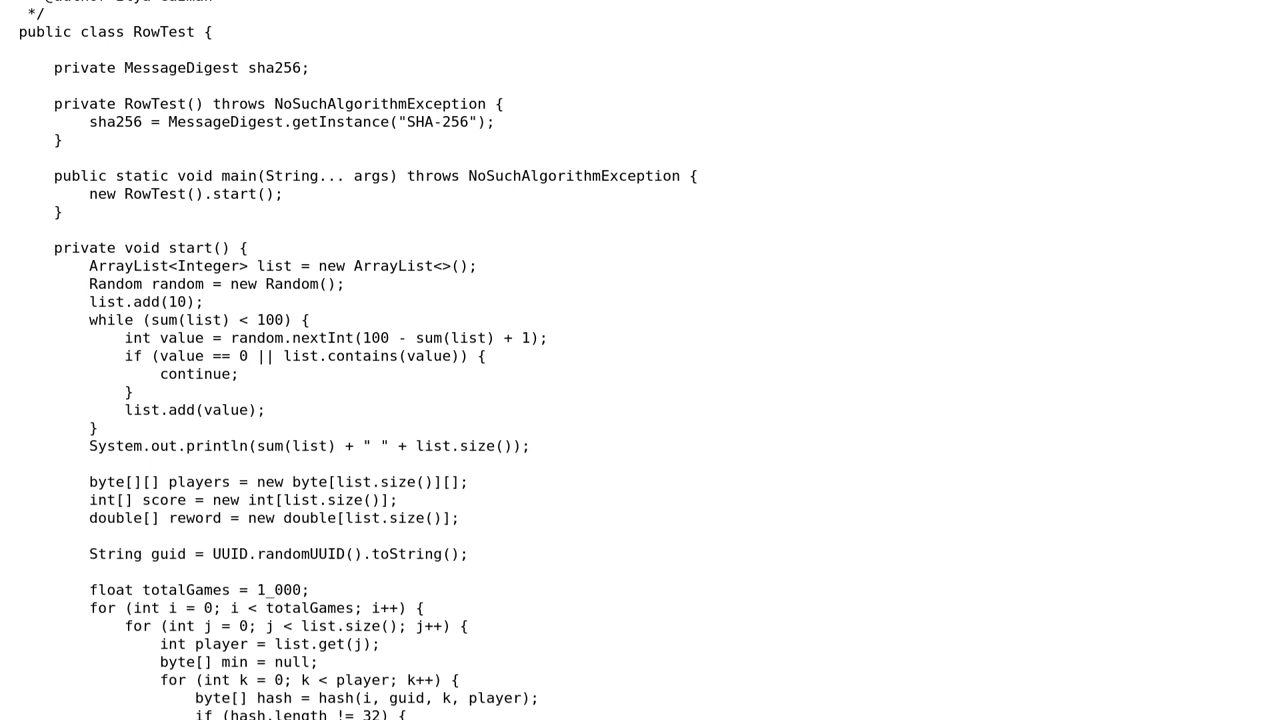 */
public class RowTest {
private MessageDigest sha256;
private RowTest() throws NoSuchAlgorithmException {
sha256 = MessageDigest.getInstance("SHA-256");
}
public static void main(String... args) throws NoSuchAlgorithmException {
new RowTest().start();
}
private void start() {
ArrayList<Integer> list = new ArrayList<>();
Random random = new Random();
list.add(10);
while (sum(list) < 100) {
int value = random.nextInt(100 - sum(list) + 1);
if (value == 0 || list.contains(value)) {
continue;
}
list.add(value);
}
System.out.println(sum(list) + " " + list.size());
byte[][] players = new byte[list.size()][];
int[] score = new int[list.size()];
double[] reword = new double[list.size()];
String guid = UUID.randomUUID().toString();
float totalGames = 1_000;
for (int i = 0; i < totalGames; i++) {
for (int j = 0; j < list.size(); j++) {
int player = list.get(j);
byte[] min = null;
for (int k = 0; k < player; k++) {
byte[] hash = hash(i, guid, k, player);
if (hash.length != 32) {